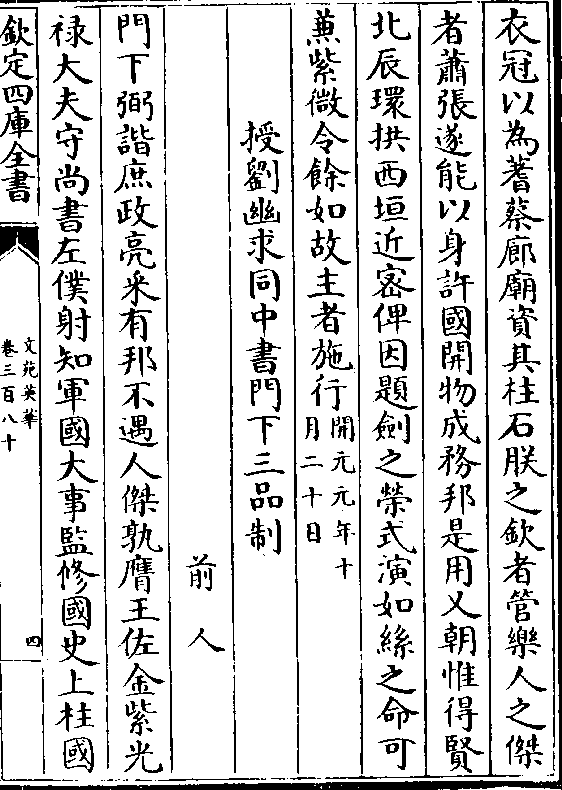 衣冠以為蓍蔡廊廟資其柱石朕之欽者管樂人之傑
者蕭張遂能以身許國開物成務邦是用乂朝惟得賢
北辰環拱西垣近密俾因題劍之榮式演如絲之命可
蕭紫微令餘如故主者施行開元元年十
月二十日
授劉幽求同中書門下三品制
前人
門下弼諧庶政亮采有邦不遇人傑孰膺王佐金紫光
禄大夫守尚書左僕射知軍國大事監修國史上柱國
欽定四庫全書
文苑英華
卷三百八十
四